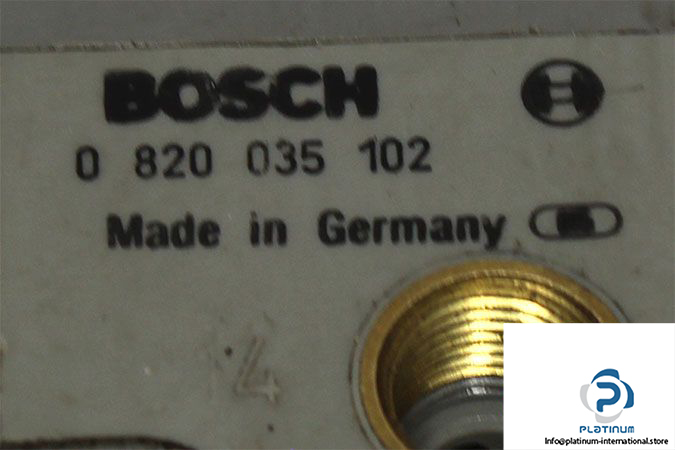 BOSCH
0 820 035 102
Made in Germany
4
PLATINUM
Info@platinum-international.store